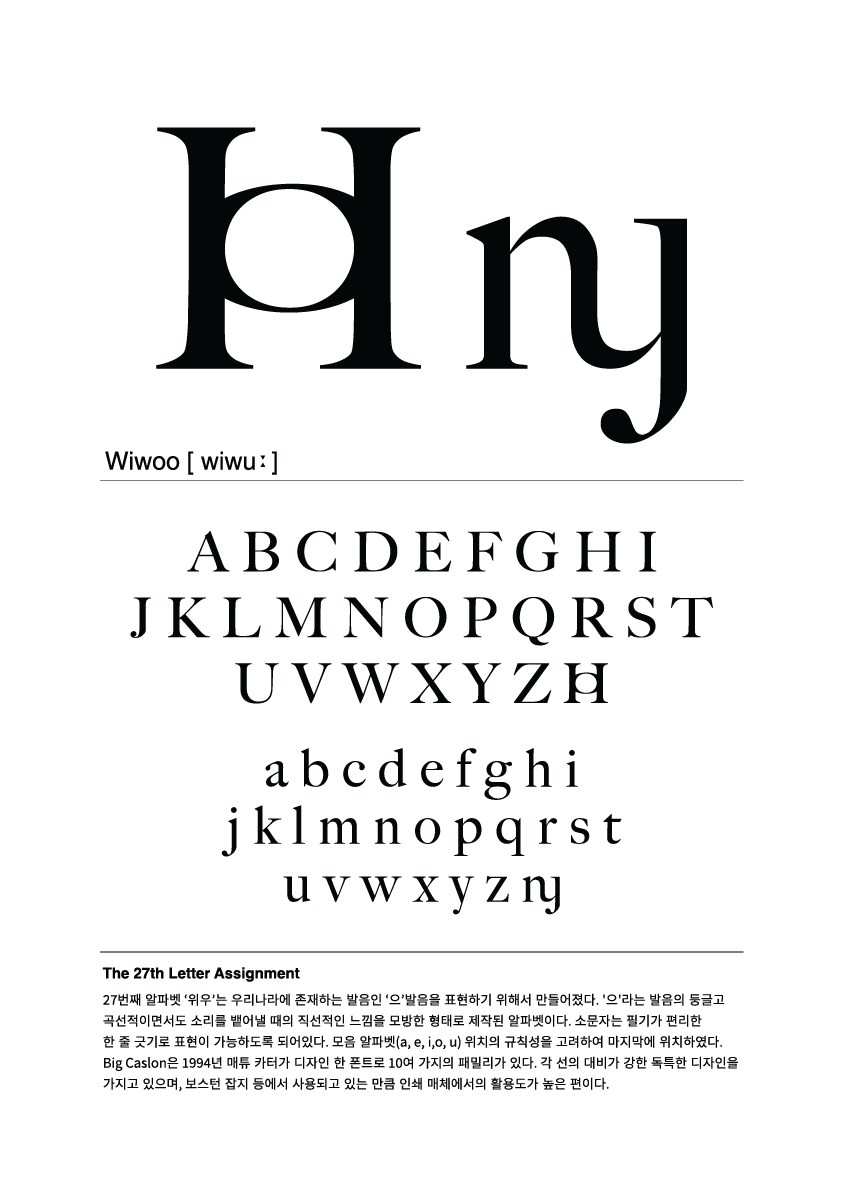 Wiwoo [ wiwuː ]
A B C D E F G H I
J K L M N O P Q R S T
U V W X Y Z
a b c d e f g h i
j k l m n o p q r s t
u v w x y z
The 27th Letter Assignment
27번째 알파벳 ‘위우’는 우리나라에 존재하는 발음인 ‘으’발음을 표현하기 위해서 만들어졌다. '으'라는 발음의 둥글고
곡선적이면서도 소리를 뱉어낼 때의 직선적인 느낌을 모방한 형태로 제작된 알파벳이다. 소문자는 필기가 편리한
한 줄 긋기로 표현이 가능하도록 되어있다. 모음 알파벳(a, e, i,o, u) 위치의 규칙성을 고려하여 마지막에 위치하였다.
Big Caslon은 1994년 매튜 카터가 디자인 한 폰트로 10여 가지의 패밀리가 있다. 각 선의 대비가 강한 독특한 디자인을
가지고 있으며, 보스턴 잡지 등에서 사용되고 있는 만큼 인쇄 매체에서의 활용도가 높은 편이다.